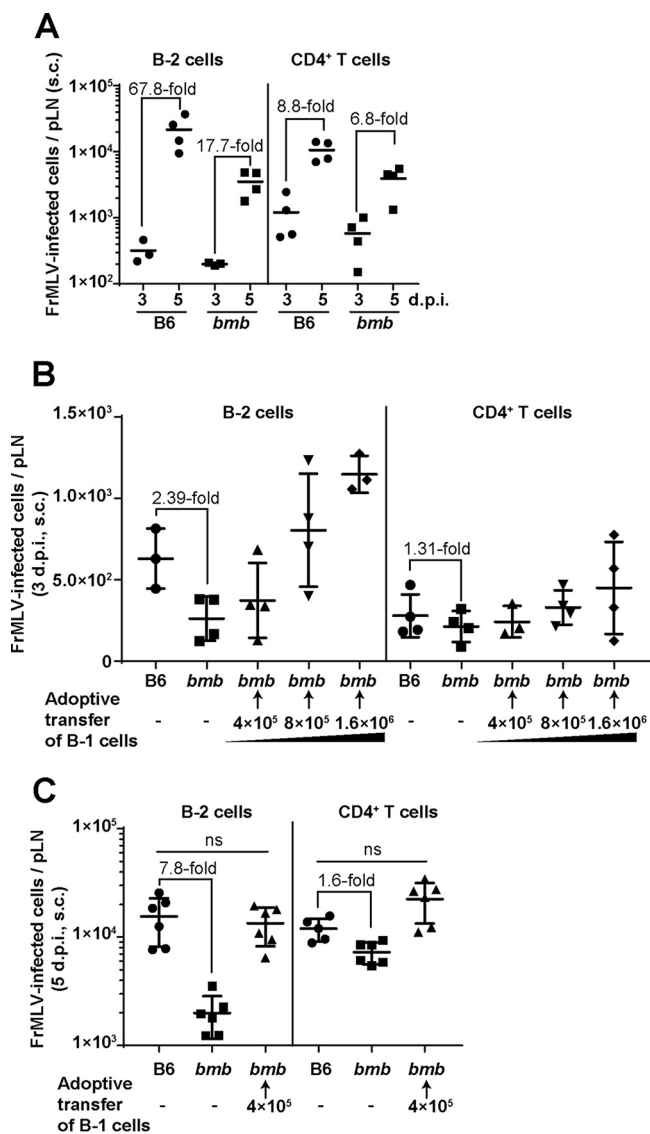 A
B-2 cells CD4⁺ T cells
FrMLV-infected cells / pLN (s.c.)
1×10⁵
1×10⁴
1×10³
1×10²
67.8-fold
17.7-fold
8.8-fold
6.8-fold
3 5 3 5 3 5 3 5 d.p.i.
B6 bmb B6 bmb
B
B-2 cells CD4⁺ T cells
FrMLV-infected cells / pLN
(3 d.p.i., s.c.)
1.5×10³
1.0×10³
5.0×10²
0
2.39-fold
1.31-fold
B6 bmb bmb bmb bmb B6 bmb bmb bmb bmb
Adoptive
transfer
of B-1 cells
- - 4×10⁵ 8×10⁵ 1.6×10⁶ - - 4×10⁵ 8×10⁵ 1.6×10⁶
C
B-2 cells CD4⁺ T cells
FrMLV-infected cells / pLN
(5 d.p.i., s.c.)
1×10⁵
1×10⁴
1×10³
ns ns
7.8-fold 1.6-fold
B6 bmb bmb B6 bmb bmb
Adoptive
transfer
of B-1 cells
- - 4×10⁵ - - 4×10⁵